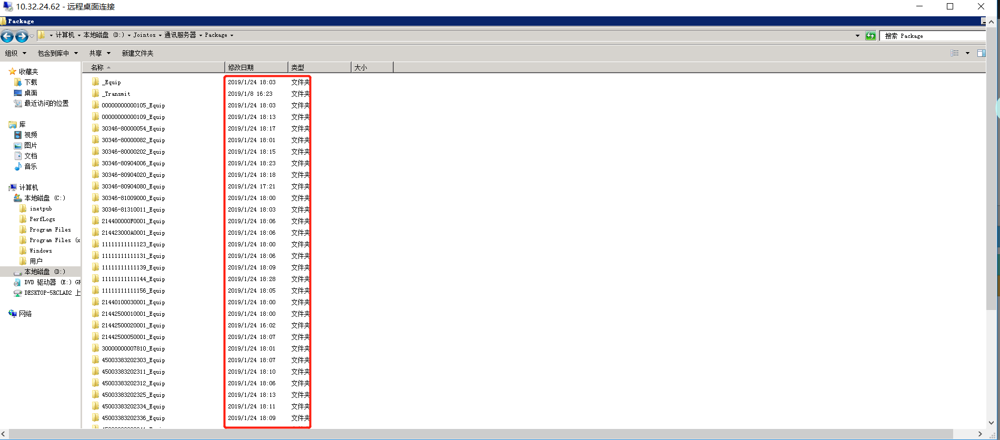 10.32.24.62 - 远程桌面连接
Package
计算机 本地磁盘 (D:) Jointos 通讯服务器 Package
搜索 Package
组织 包含到库中 共享 新建文件夹
收藏夹
下载
桌面
最近访问的位置
库
视频
图片
文档
音乐
计算机
本地磁盘 (C:)
inetpub
PerfLogs
Program Files
Program Files (x
Windows
用户
本地磁盘 (D:)
DVD 驱动器 (E:) GR
DESKTOP-5RCLAD2 上
网络
名称 修改日期 类型 大小
_Equip 2019/1/24 18:03 文件夹
_Transmit 2019/1/8 16:23 文件夹
00000000000105_Equip 2019/1/24 18:03 文件夹
00000000000109_Equip 2019/1/24 18:13 文件夹
30346-80000054_Equip 2019/1/24 18:17 文件夹
30346-80000082_Equip 2019/1/24 18:01 文件夹
30346-80000202_Equip 2019/1/24 18:15 文件夹
30346-80904006_Equip 2019/1/24 18:23 文件夹
30346-80904020_Equip 2019/1/24 18:18 文件夹
30346-80904080_Equip 2019/1/24 17:21 文件夹
30346-81009000_Equip 2019/1/24 18:00 文件夹
30346-81310011_Equip 2019/1/24 18:03 文件夹
214400000F0001_Equip 2019/1/24 18:06 文件夹
214423000A0001_Equip 2019/1/24 18:06 文件夹
11111111111123_Equip 2019/1/24 18:00 文件夹
11111111111131_Equip 2019/1/24 18:06 文件夹
11111111111139_Equip 2019/1/24 18:09 文件夹
11111111111144_Equip 2019/1/24 18:28 文件夹
11111111111156_Equip 2019/1/24 18:05 文件夹
21440100030001_Equip 2019/1/24 18:00 文件夹
21442500010001_Equip 2019/1/24 18:00 文件夹
21442500020001_Equip 2019/1/24 16:02 文件夹
21442500050001_Equip 2019/1/24 18:07 文件夹
30000000007810_Equip 2019/1/24 18:01 文件夹
45003383202303_Equip 2019/1/24 18:07 文件夹
45003383202311_Equip 2019/1/24 18:10 文件夹
45003383202312_Equip 2019/1/24 18:06 文件夹
45003383202325_Equip 2019/1/24 18:13 文件夹
45003383202334_Equip 2019/1/24 18:11 文件夹
45003383202336_Equip 2019/1/24 18:09 文件夹